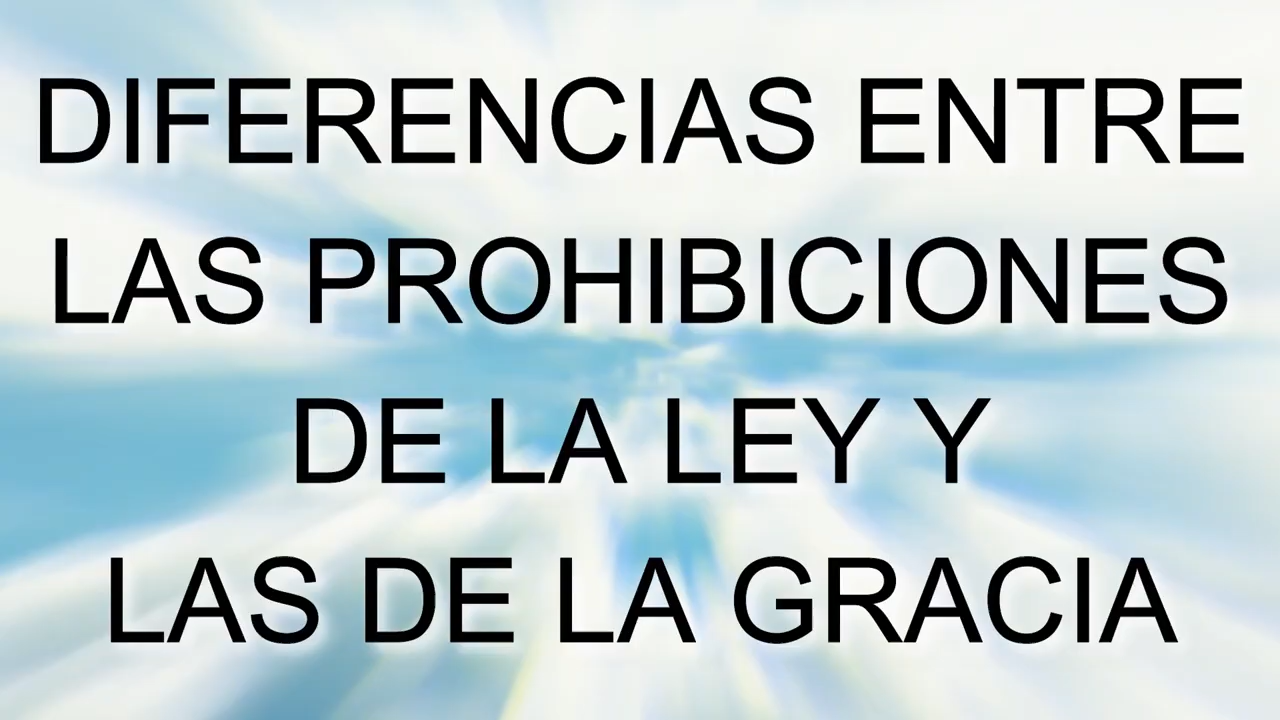 DIFERENCIAS ENTRE
LAS PROHIBICIONES
DE LA LEY Y
LAS DE LA GRACIA